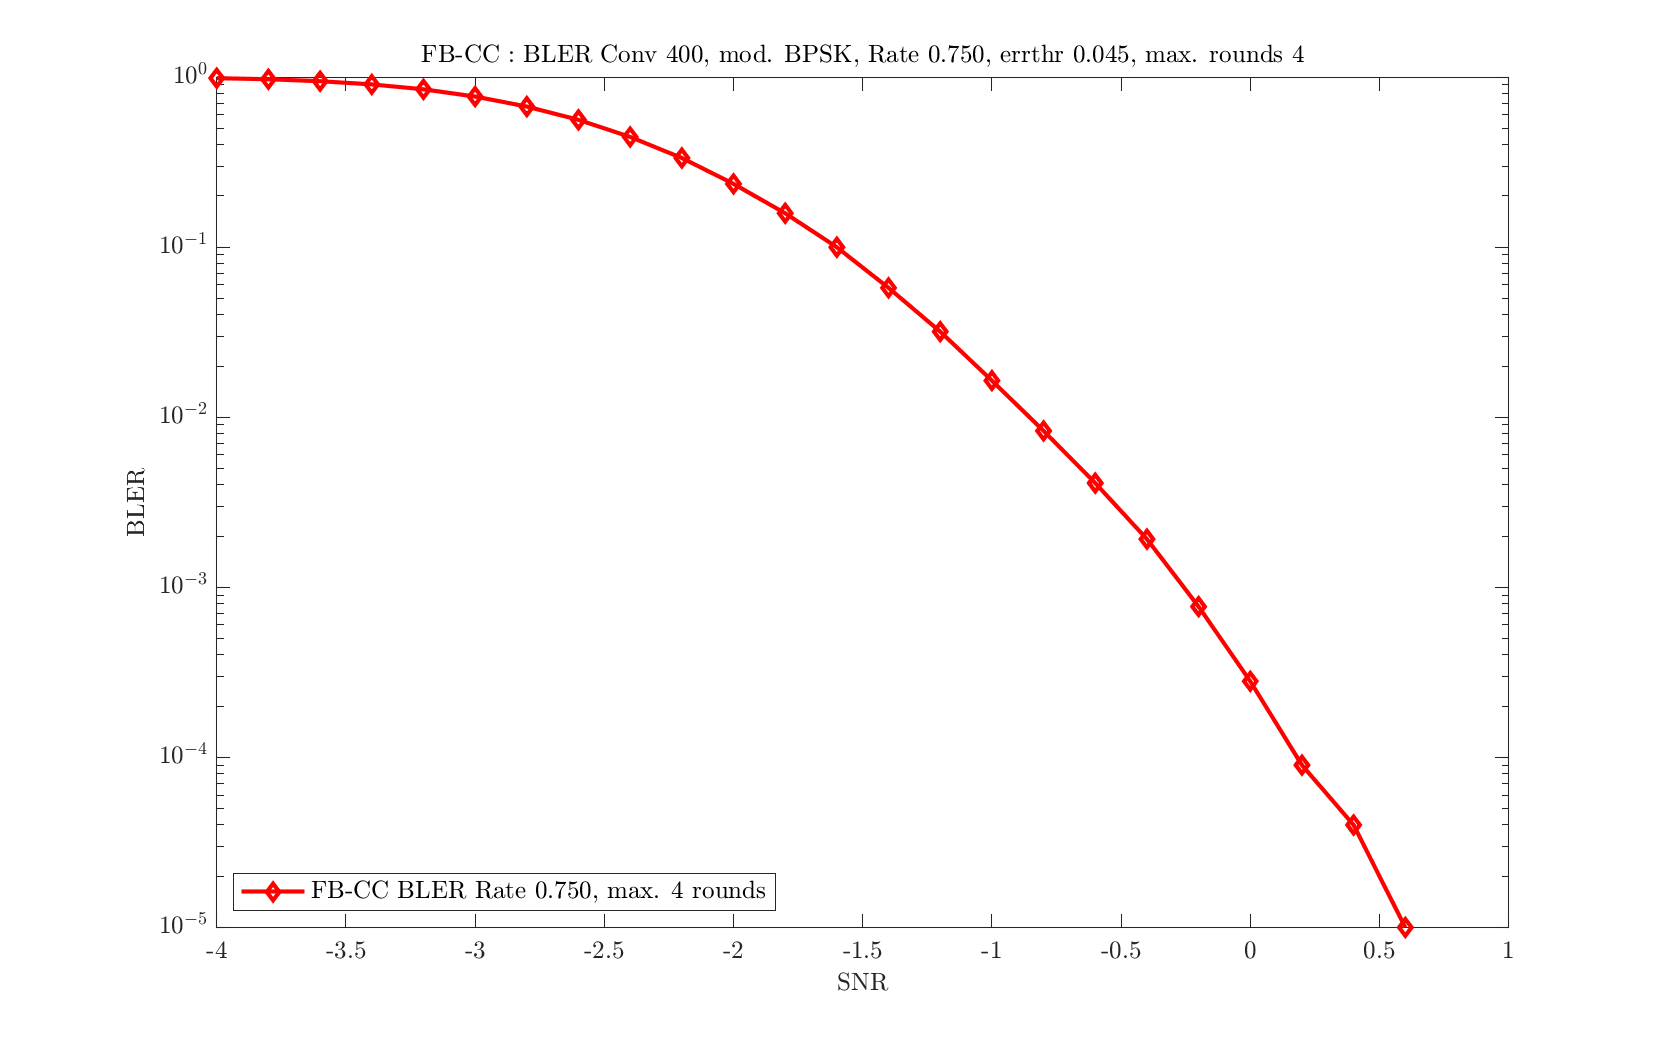 FB-CC : BLER Conv 400, mod. BPSK, Rate 0.750, errthr 0.045, max. rounds 4
10^0
10^-1
10^-2
10^-3
10^-4
10^-5
BLER
FB-CC BLER Rate 0.750, max. 4 rounds
-4 -3.5 -3 -2.5 -2 -1.5 -1 -0.5 0 0.5 1
SNR